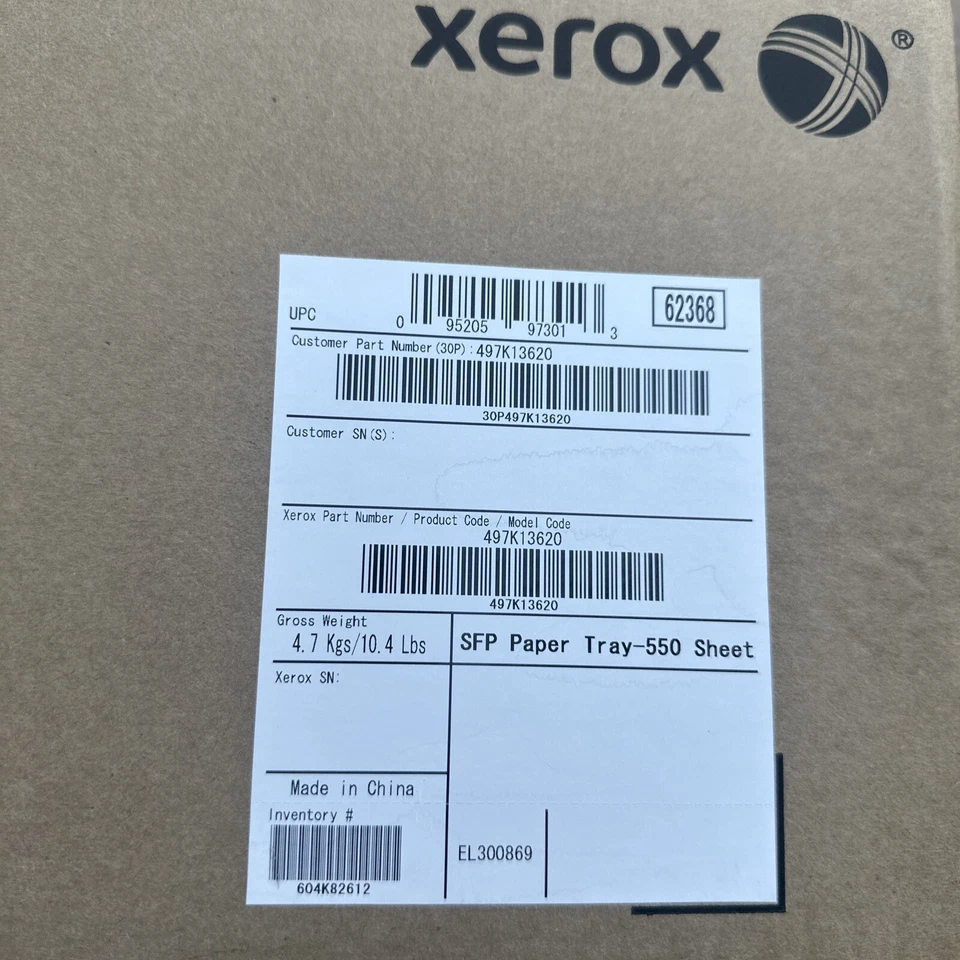 xerox ®
62368
UPC
0 95205 97301 3
Customer Part Number(30P):497K13620
30P497K13620
Customer SN(S):
Xerox Part Number / Product Code / Model Code
497K13620
497K13620
Gross Weight
4.7 Kgs/10.4 Lbs
SFP Paper Tray-550 Sheet
Xerox SN:
Made in China
Inventory #
604K82612
EL300869